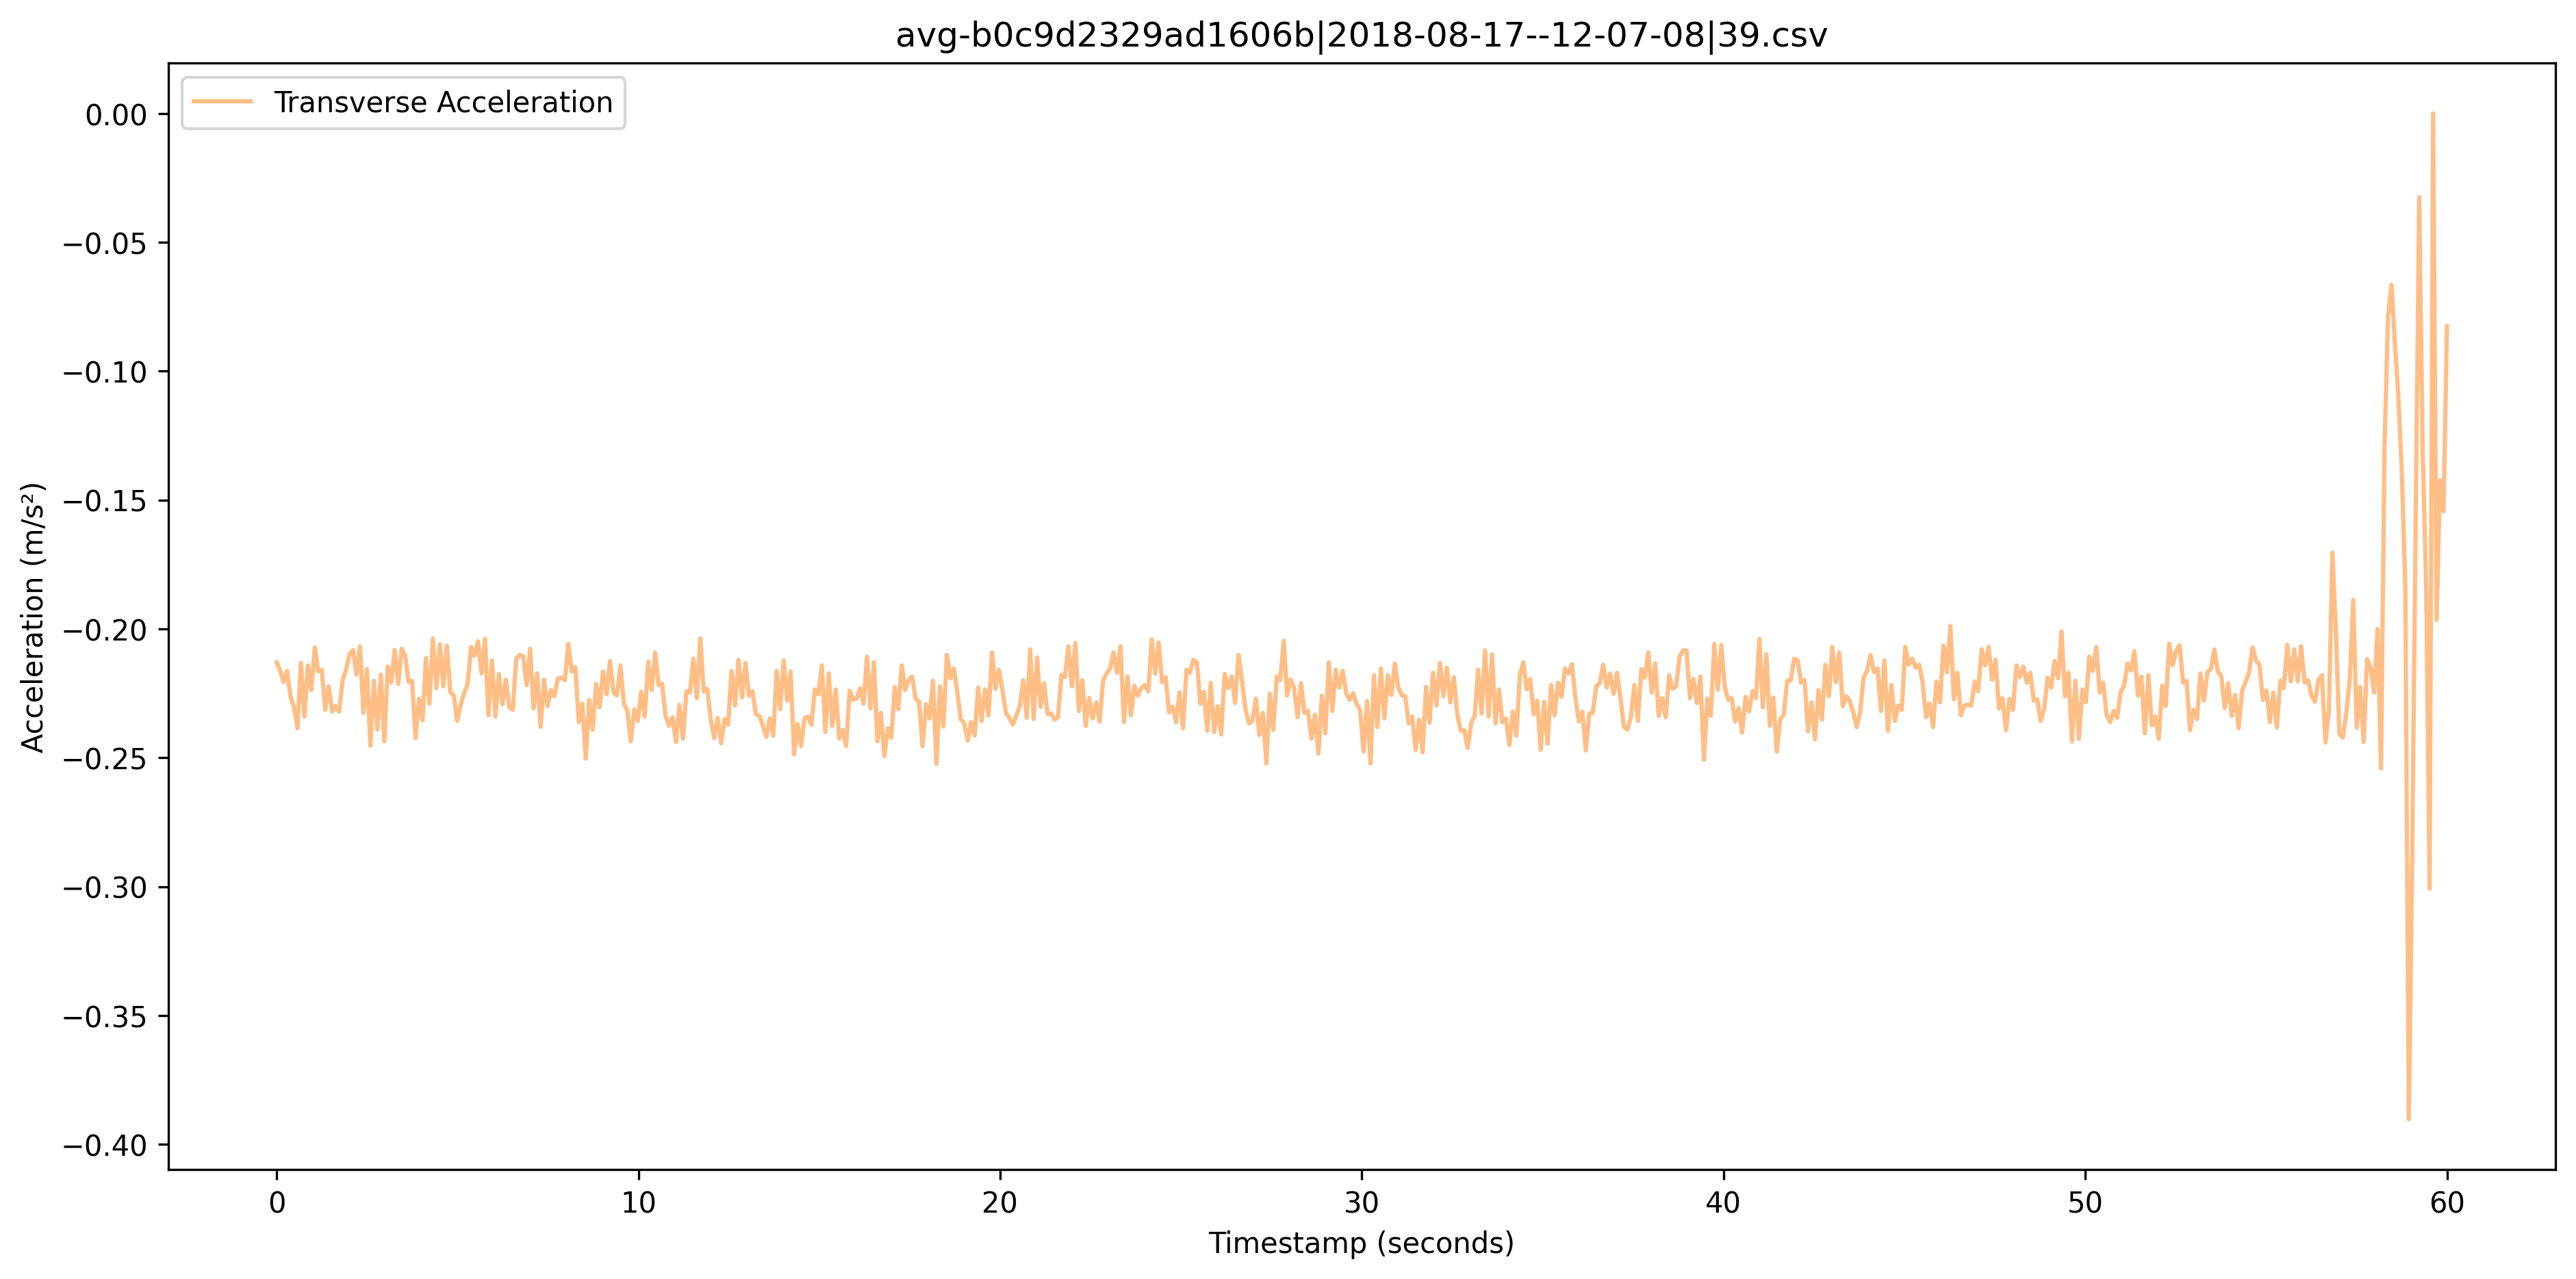 avg-b0c9d2329ad1606b|2018-08-17--12-07-08|39.csv
Transverse Acceleration
0.00
−0.05
−0.10
−0.15
−0.20
−0.25
−0.30
−0.35
−0.40
Acceleration (m/s²)
0 10 20 30 40 50 60
Timestamp (seconds)